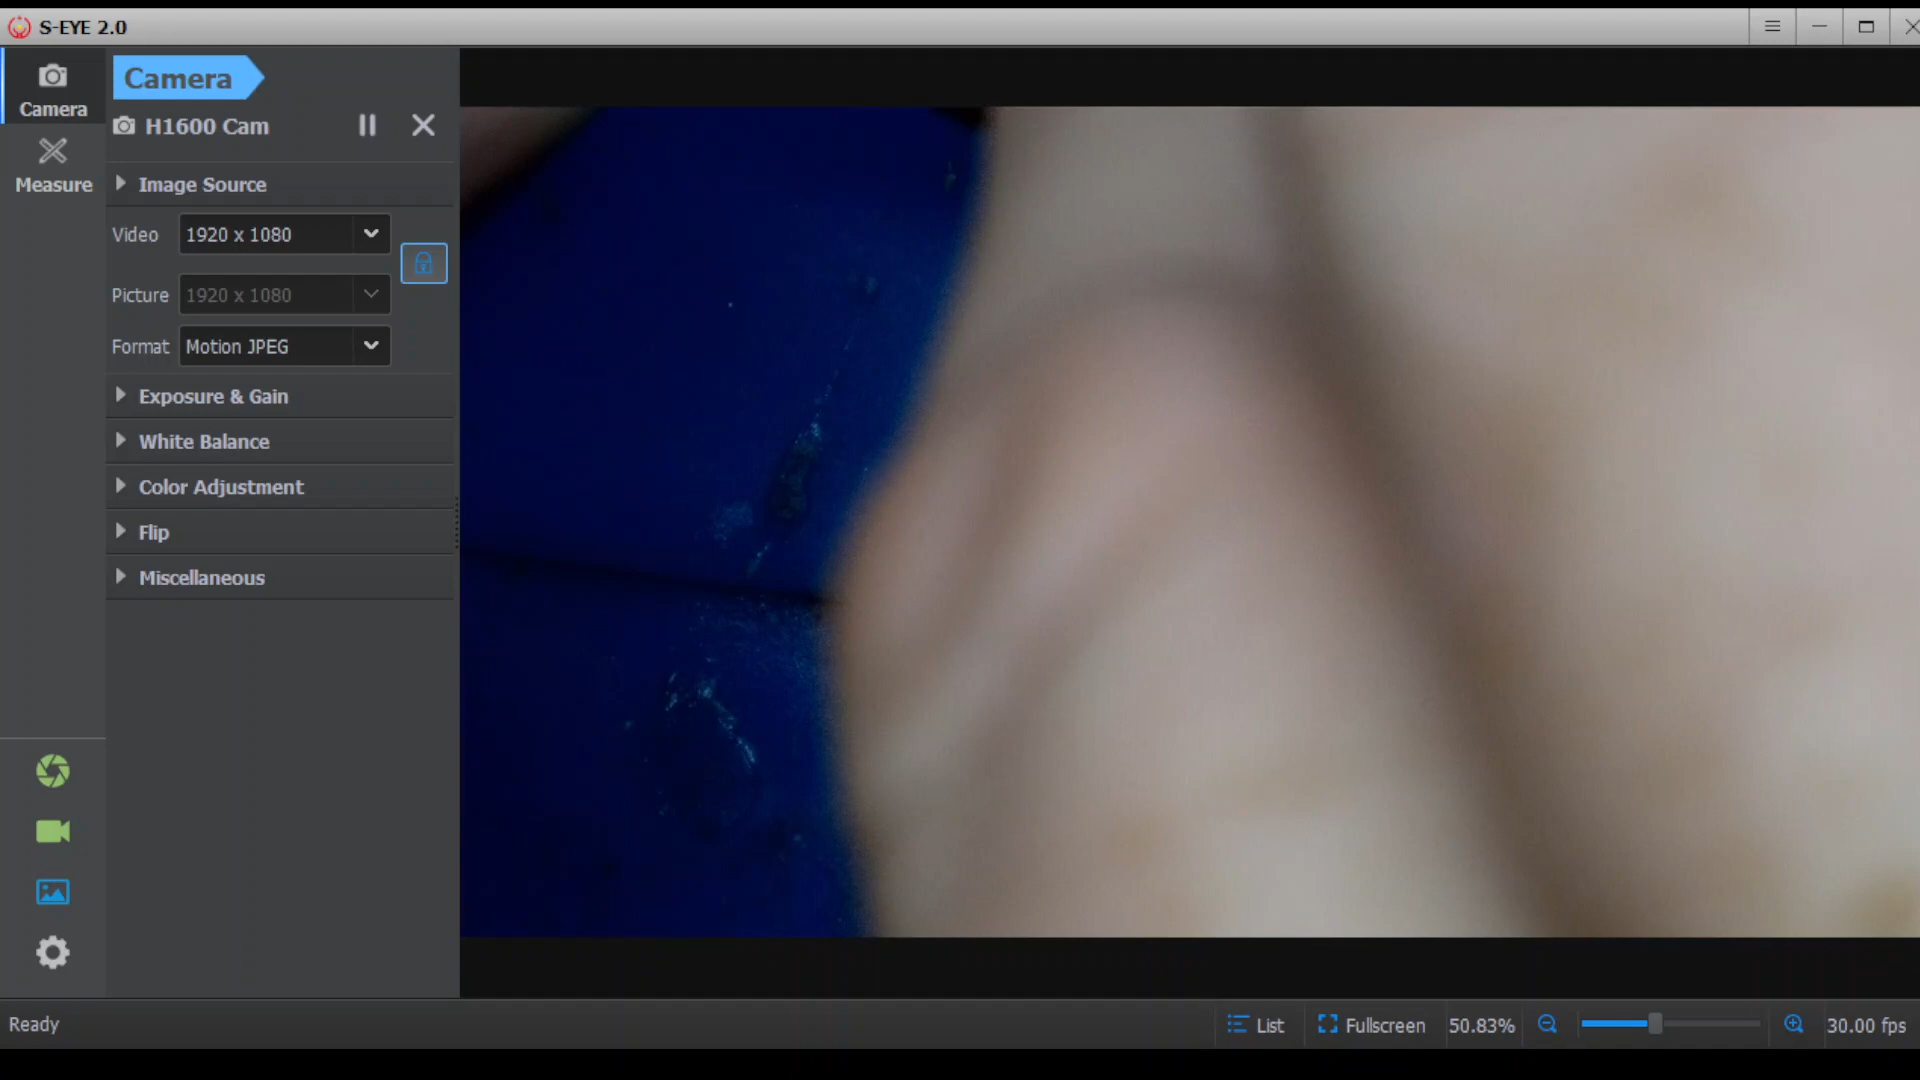 S-EYE 2.0
Camera
Measure
Camera
H1600 Cam
Image Source
Video 1920 x 1080
Picture 1920 x 1080
Format Motion JPEG
Exposure & Gain
White Balance
Color Adjustment
Flip
Miscellaneous
Ready List Fullscreen 50.83% 30.00 fps